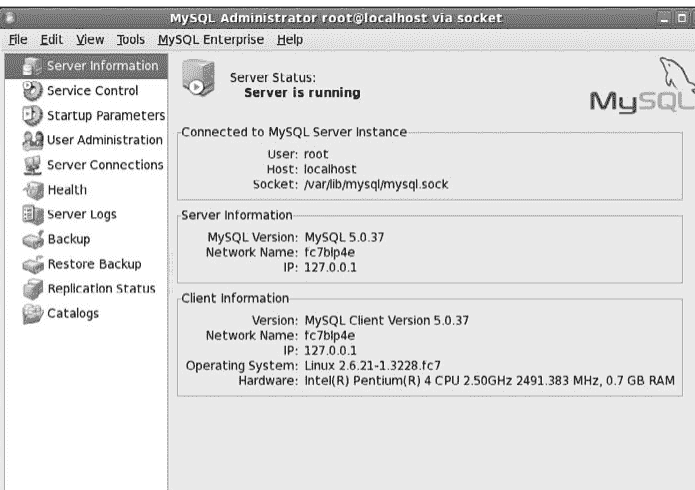 MySQL Administrator root@localhost via socket
File Edit View Tools MySQL Enterprise Help
Server Information
Service Control
Startup Parameters
User Administration
Server Connections
Health
Server Logs
Backup
Restore Backup
Replication Status
Catalogs
Server Status:
Server is running
MySQL
Connected to MySQL Server Instance
User: root
Host: localhost
Socket: /var/lib/mysql/mysql.sock
Server Information
MySQL Version: MySQL 5.0.37
Network Name: fc7blp4e
IP: 127.0.0.1
Client Information
Version: MySQL Client Version 5.0.37
Network Name: fc7blp4e
IP: 127.0.0.1
Operating System: Linux 2.6.21-1.3228.fc7
Hardware: Intel(R) Pentium(R) 4 CPU 2.50GHz 2491.383 MHz, 0.7 GB RAM